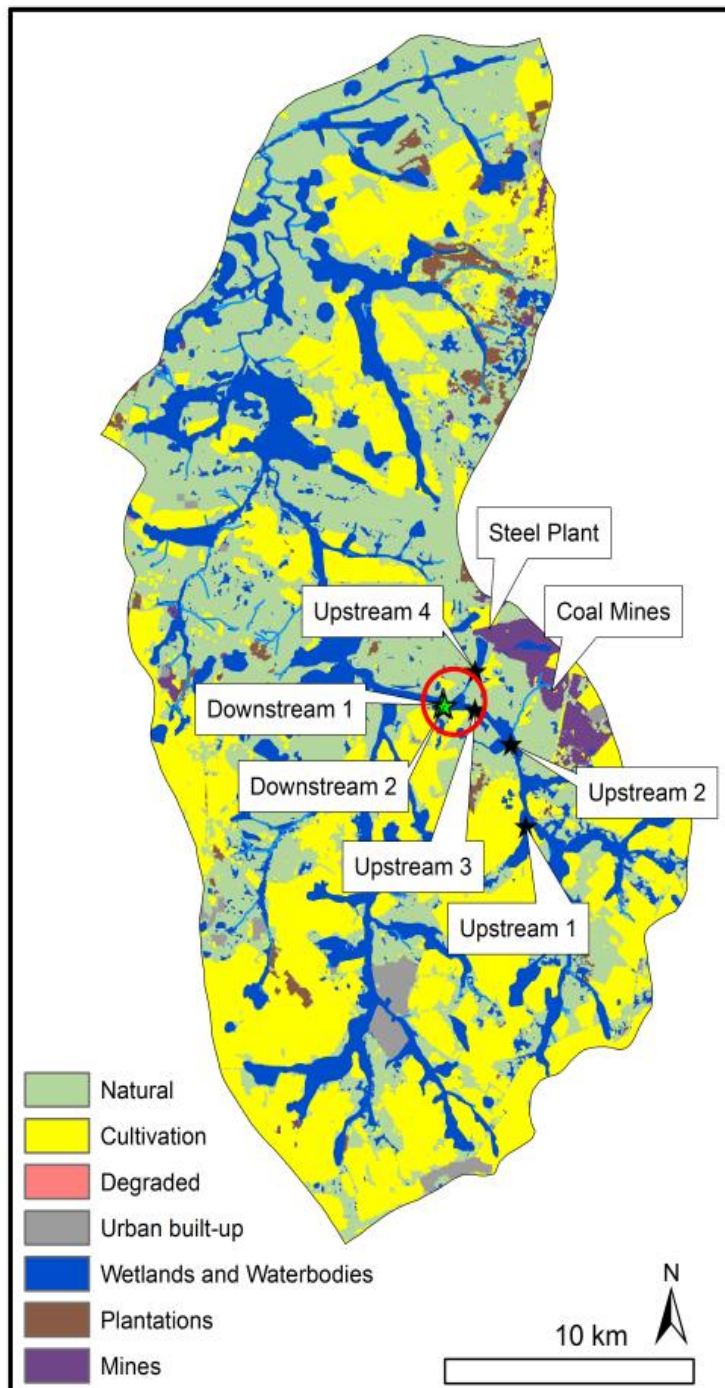 Steel Plant
Upstream 4
Coal Mines
Downstream 1
Downstream 2
Upstream 2
Upstream 3
Upstream 1
Natural
Cultivation
Degraded
Urban built-up
Wetlands and Waterbodies
Plantations
Mines
N
10 km